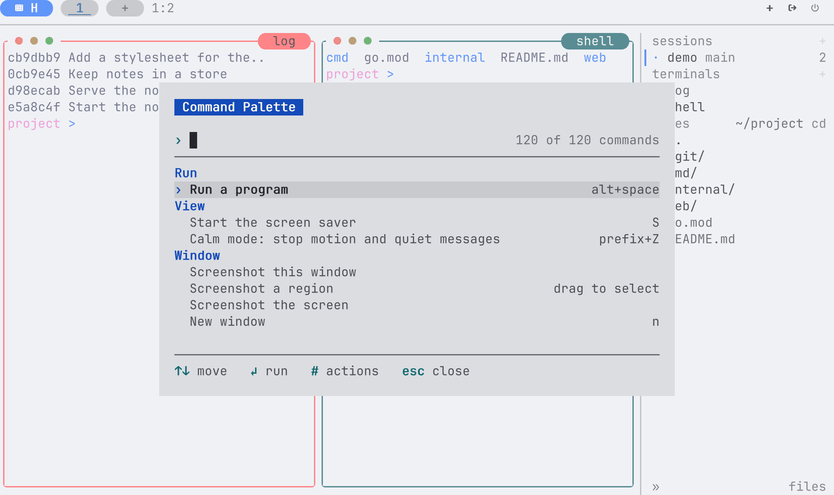 H 1 + 1:2 +
log
shell
sessions +
cb9dbb9 Add a stylesheet for the..
0cb9e45 Keep notes in a store
d98ecab Serve the no
e5a8c4f Start the no
project >
cmd go.mod internal README.md web
project >
· demo main 2
terminals +
og
hell
es ~/project cd
.
git/
md/
nternal/
eb/
o.mod
EADME.md
Command Palette
› 120 of 120 commands
Run
› Run a program alt+space
View
Start the screen saver S
Calm mode: stop motion and quiet messages prefix+Z
Window
Screenshot this window
Screenshot a region drag to select
Screenshot the screen
New window n
↑↓ move ↲ run # actions esc close
» files